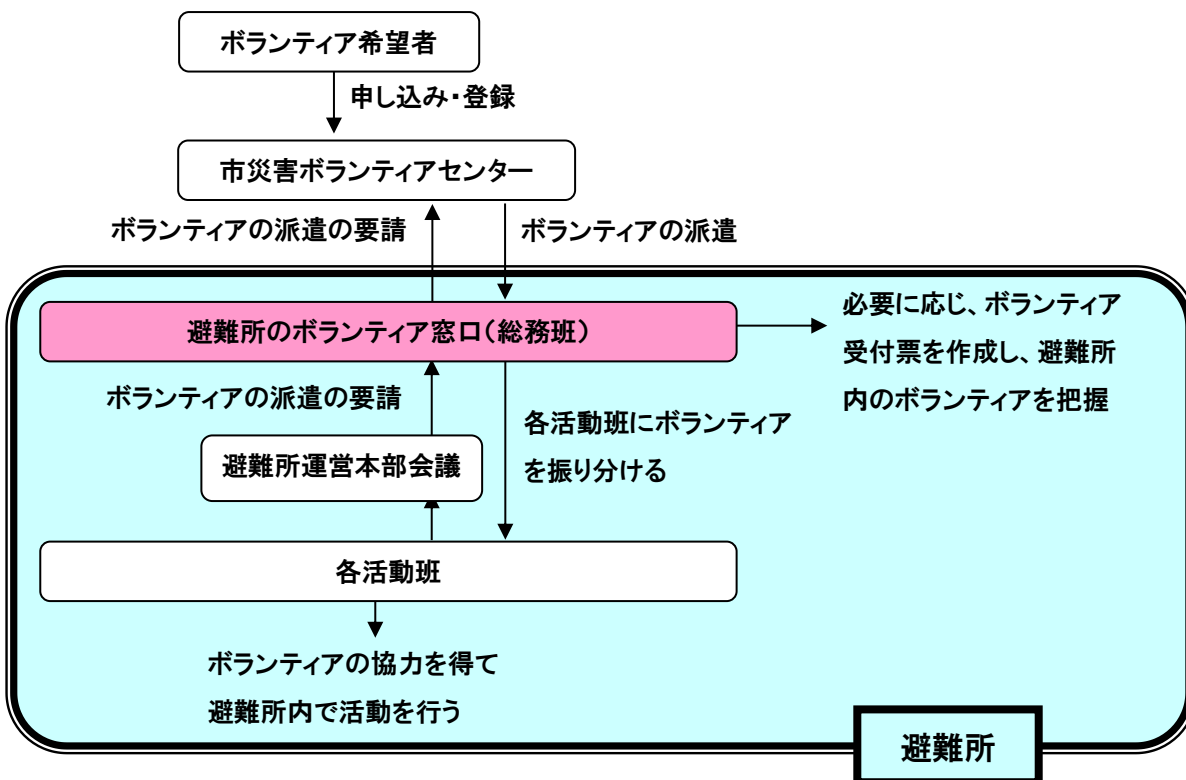 ボランティア希望者
申し込み・登録
市災害ボランティアセンター
ボランティアの派遣の要請
ボランティアの派遣
避難所のボランティア窓口（総務班）
必要に応じ、ボランティア
受付票を作成し、避難所
内のボランティアを把握
ボランティアの派遣の要請
各活動班にボランティア
を振り分ける
避難所運営本部会議
各活動班
ボランティアの協力を得て
避難所内で活動を行う
避難所